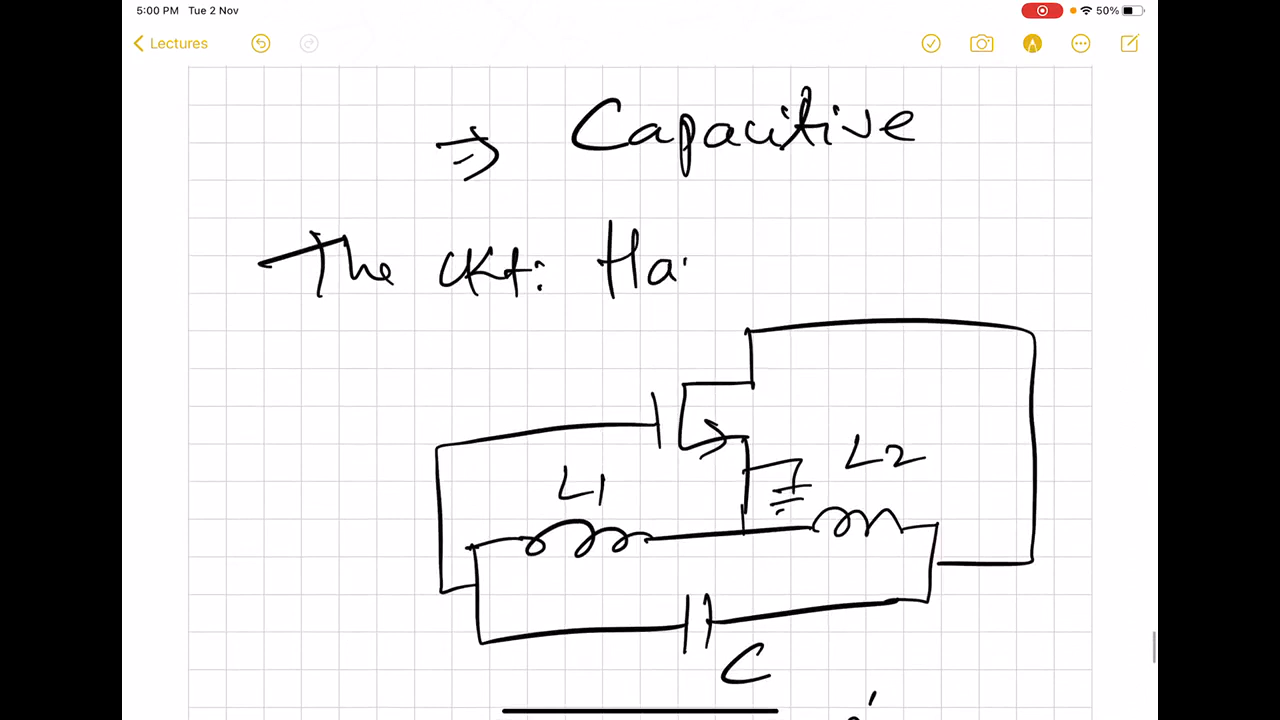 5:00 PM Tue 2 Nov
50%
Lectures
⇒ Capacitive
The ckt: Ha
L2
L1
C